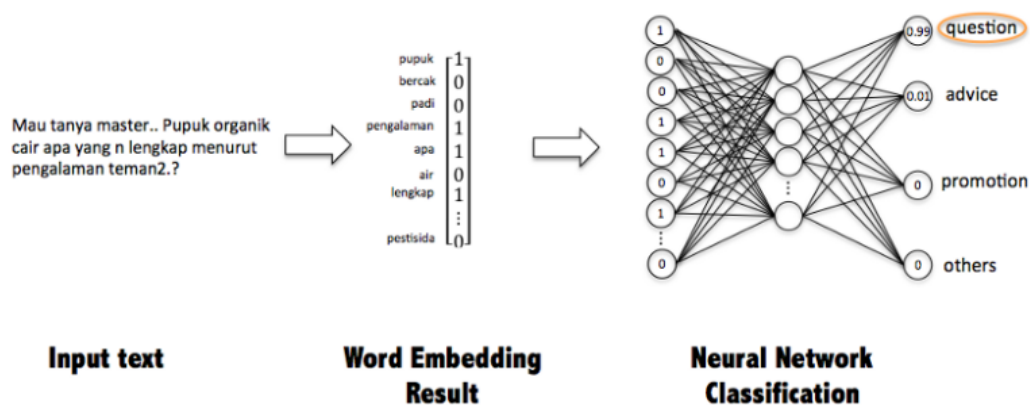 Mau tanya master.. Pupuk organik
cair apa yang n lengkap menurut
pengalaman teman2.?
pupuk 1
bercak 0
padi 0
pengalaman 1
apa 1
air 0
lengkap 1
⋮
pestisida 0
1
0
0
1
1
0
1
⋮
0
⋮
0.99 question
0.01 advice
0 promotion
0 others
Input text
Word Embedding
Result
Neural Network
Classification